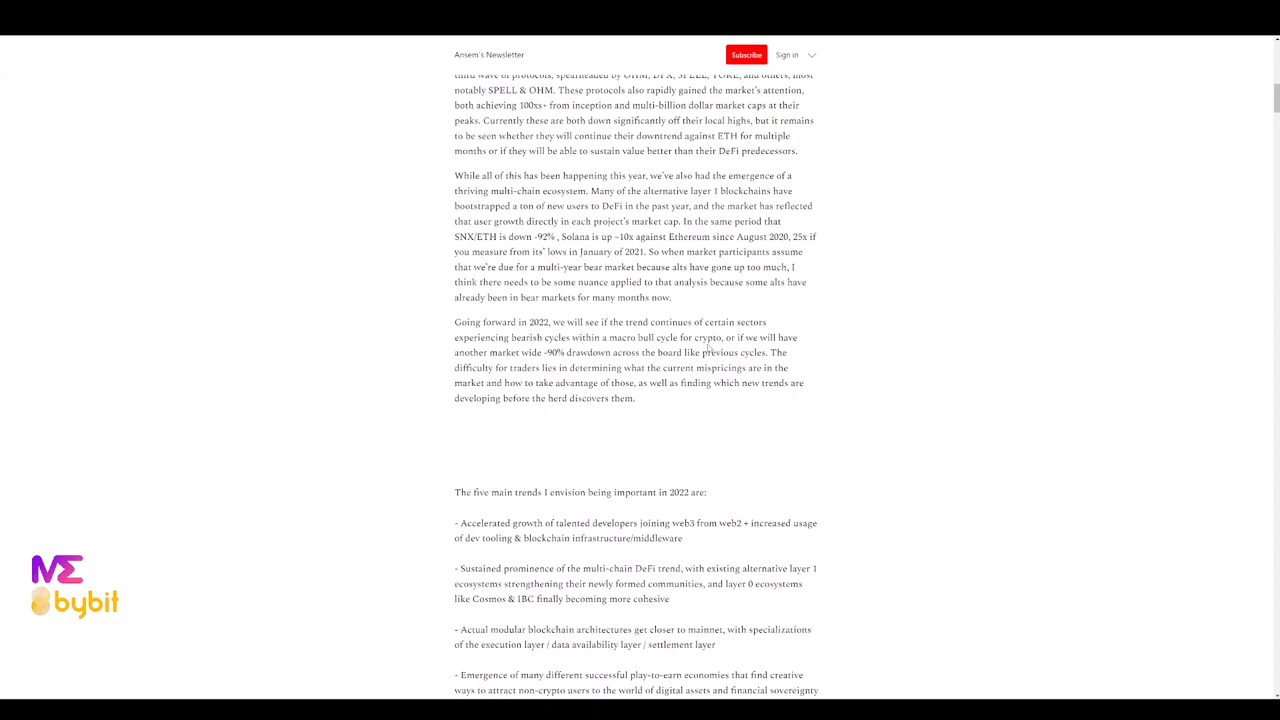 Ansem's Newsletter
Subscribe
Sign in
third wave of protocols, spearheaded by OHM, DPX, SPELL, TOKE, and others, most
notably SPELL & OHM. These protocols also rapidly gained the market's attention,
both achieving 100xs+ from inception and multi-billion dollar market caps at their
peaks. Currently these are both down significantly off their local highs, but it remains
to be seen whether they will continue their downtrend against ETH for multiple
months or if they will be able to sustain value better than their DeFi predecessors.
While all of this has been happening this year, we've also had the emergence of a
thriving multi-chain ecosystem. Many of the alternative layer 1 blockchains have
bootstrapped a ton of new users to DeFi in the past year, and the market has reflected
that user growth directly in each project's market cap. In the same period that
SNX/ETH is down -92% , Solana is up ~10x against Ethereum since August 2020, 25x if
you measure from its' lows in January of 2021. So when market participants assume
that we're due for a multi-year bear market because alts have gone up too much, I
think there needs to be some nuance applied to that analysis because some alts have
already been in bear markets for many months now.
Going forward in 2022, we will see if the trend continues of certain sectors
experiencing bearish cycles within a macro bull cycle for crypto, or if we will have
another market wide -90% drawdown across the board like previous cycles. The
difficulty for traders lies in determining what the current mispricings are in the
market and how to take advantage of those, as well as finding which new trends are
developing before the herd discovers them.
The five main trends I envision being important in 2022 are:
- Accelerated growth of talented developers joining web3 from web2 + increased usage
of dev tooling & blockchain infrastructure/middleware
- Sustained prominence of the multi-chain DeFi trend, with existing alternative layer 1
ecosystems strengthening their newly formed communities, and layer 0 ecosystems
like Cosmos & IBC finally becoming more cohesive
- Actual modular blockchain architectures get closer to mainnet, with specializations
of the execution layer / data availability layer / settlement layer
- Emergence of many different successful play-to-earn economies that find creative
ways to attract non-crypto users to the world of digital assets and financial sovereignty
ME
bybit